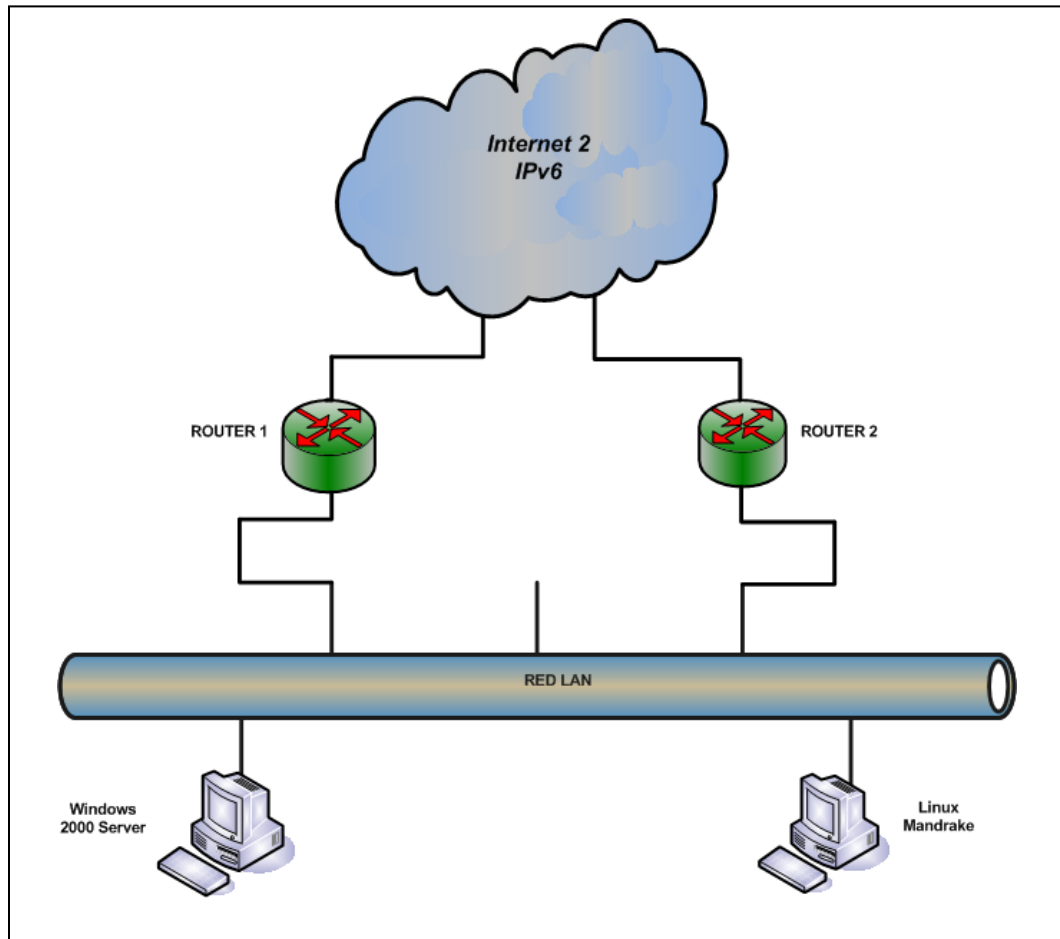 Internet 2
IPv6
ROUTER 1
ROUTER 2
RED LAN
Windows
2000 Server
Linux
Mandrake